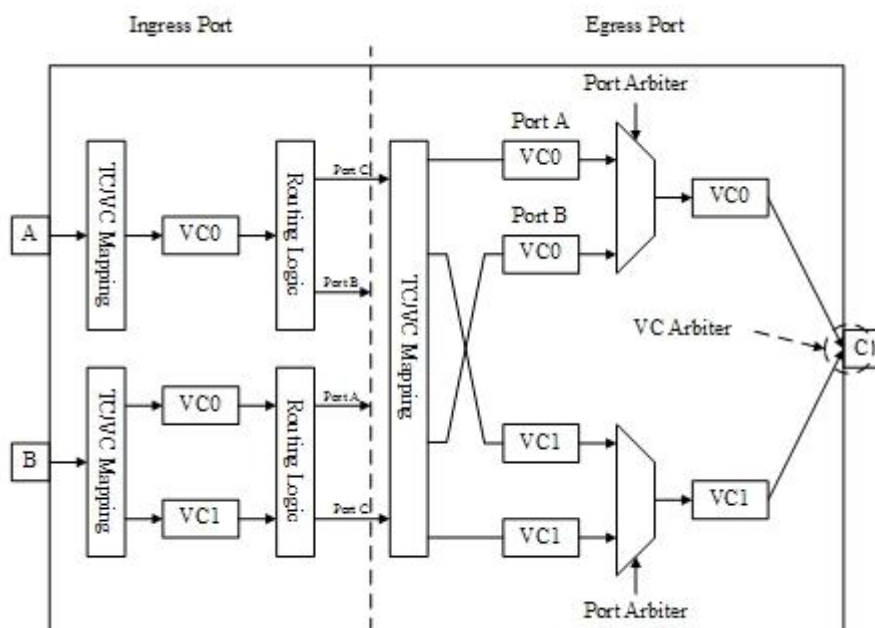 Ingress Port
Egress Port
Port Arbiter
Port A
VC0
VC0
Port B
VC0
A
TC/VC Mapping
VC0
Routing Logic
Port C
Port B
TC/VC Mapping
VC Arbiter
C
B
TC/VC Mapping
VC0
VC1
Routing Logic
Port A
Port C
VC1
VC1
VC1
Port Arbiter